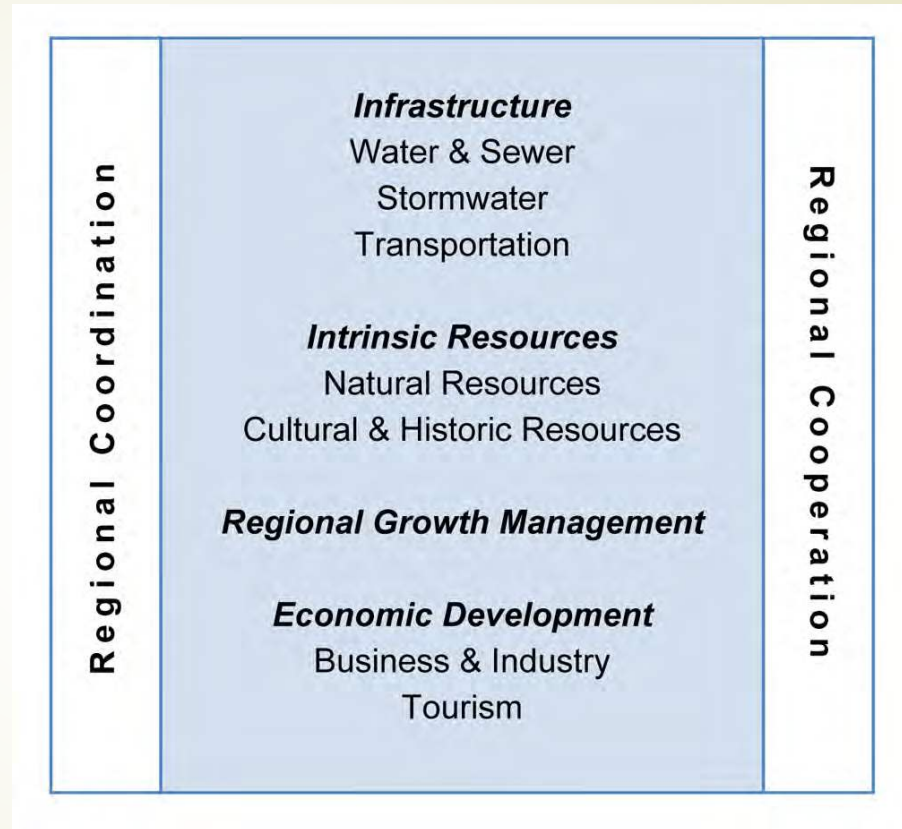 Regional Coordination
Infrastructure
Water & Sewer
Stormwater
Transportation
Intrinsic Resources
Natural Resources
Cultural & Historic Resources
Regional Growth Management
Economic Development
Business & Industry
Tourism
Regional Cooperation